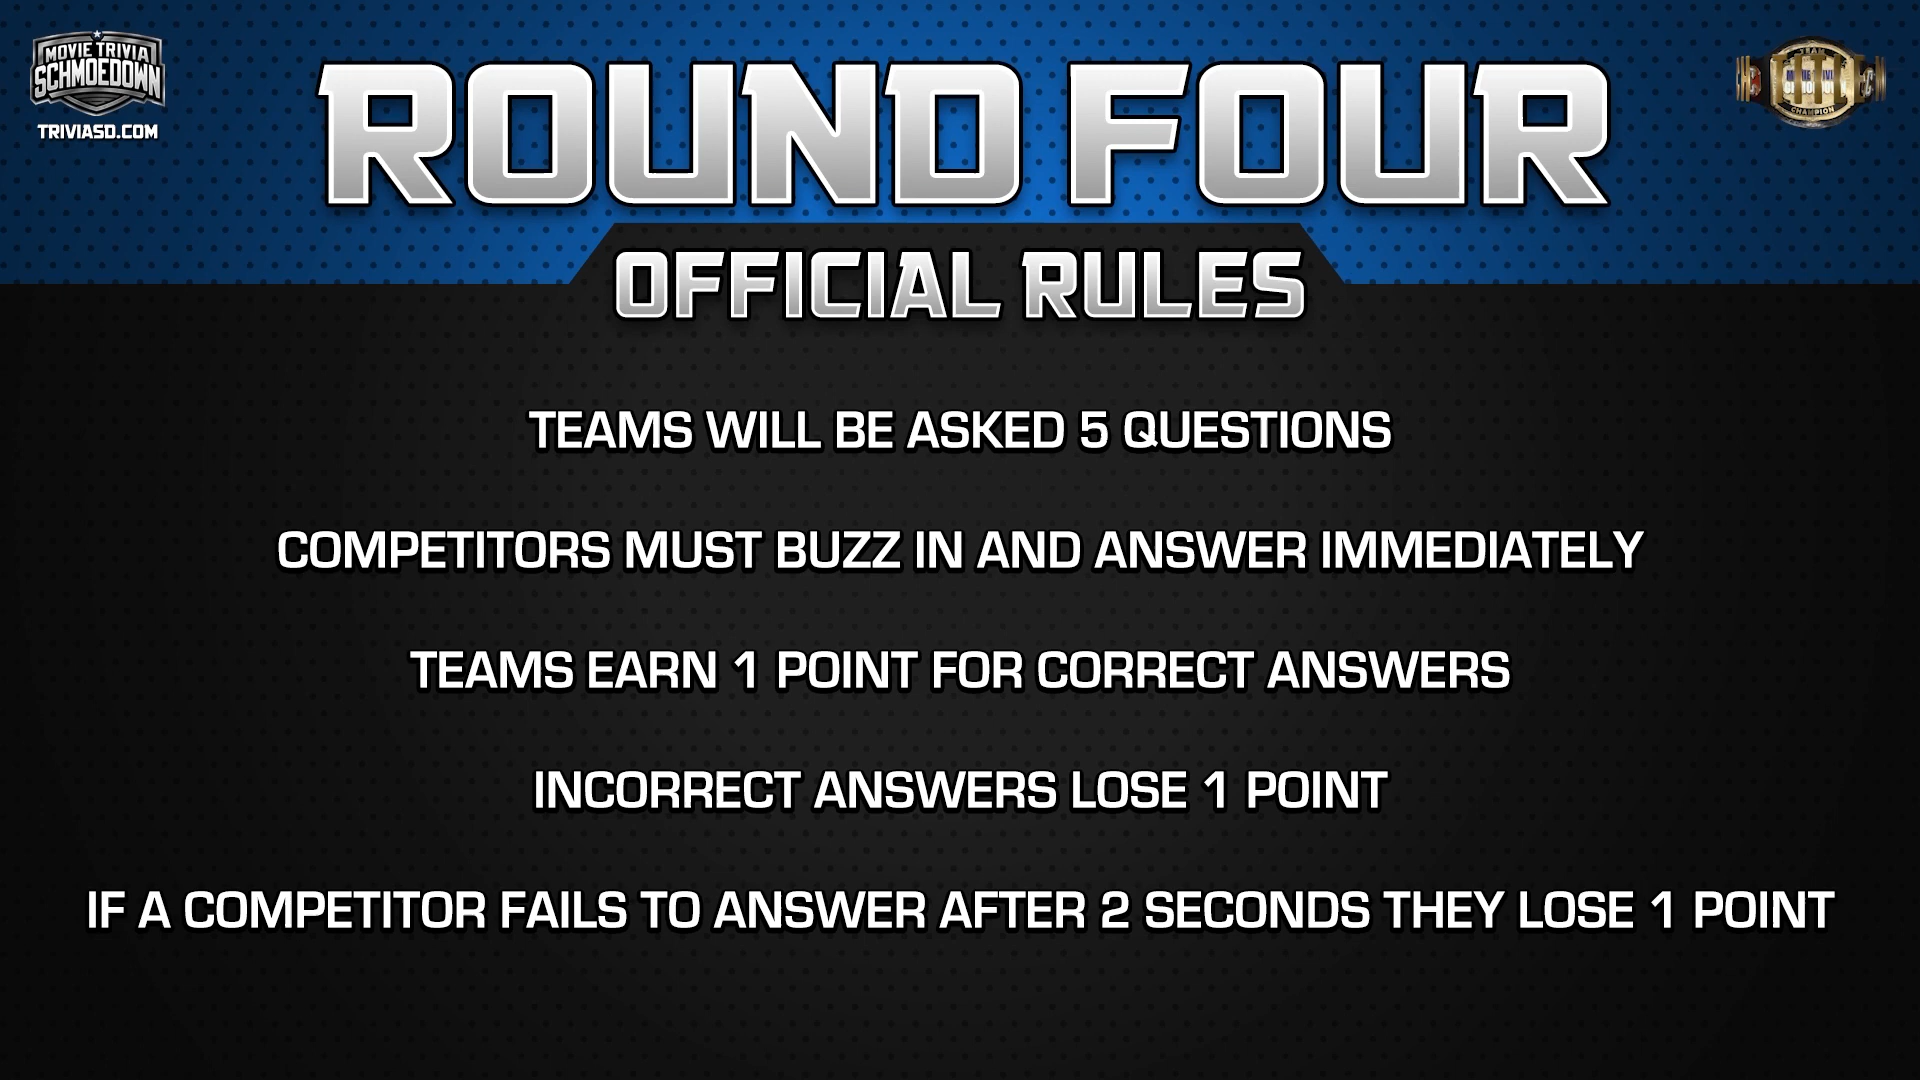 MOVIE TRIVIA
SCHMOEDOWN
TRIVIASD.COM
ROUND FOUR
TEAM
CHAMPION
OFFICIAL RULES
TEAMS WILL BE ASKED 5 QUESTIONS
COMPETITORS MUST BUZZ IN AND ANSWER IMMEDIATELY
TEAMS EARN 1 POINT FOR CORRECT ANSWERS
INCORRECT ANSWERS LOSE 1 POINT
IF A COMPETITOR FAILS TO ANSWER AFTER 2 SECONDS THEY LOSE 1 POINT